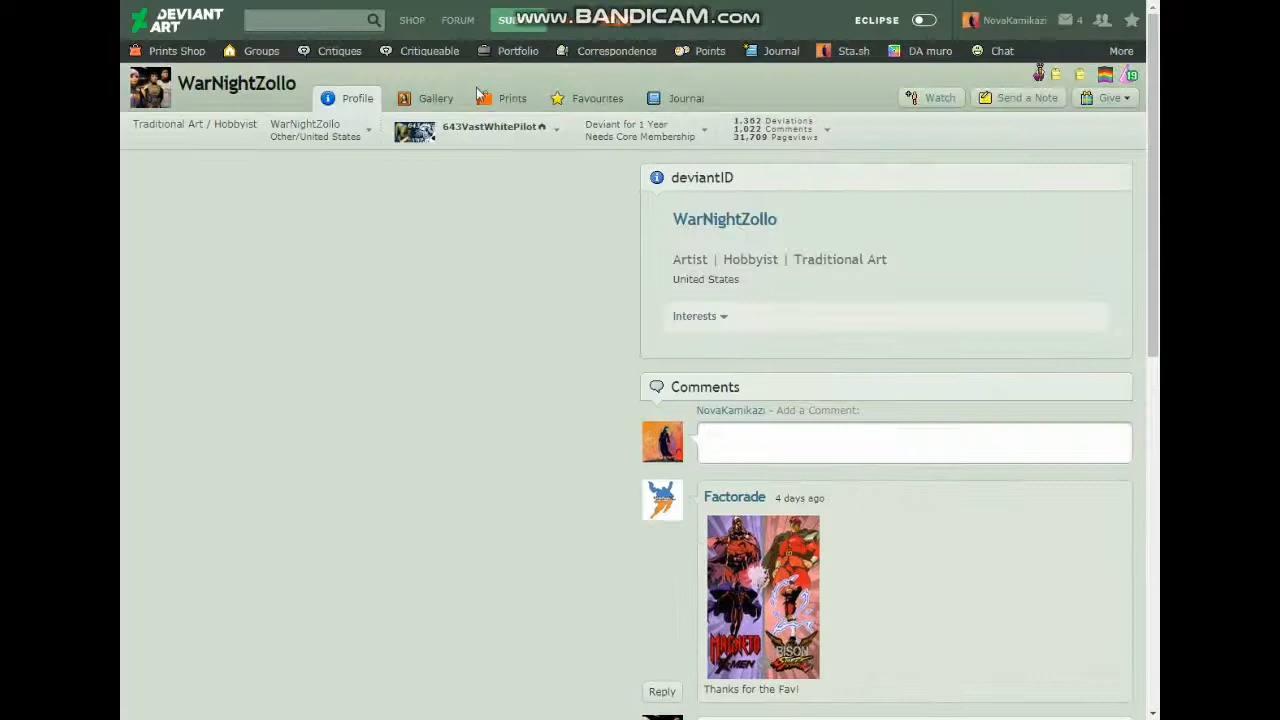 DEVIANT ART SHOP FORUM SU www.BANDICAM.com ECLIPSE NovaKamikazi 4
Prints Shop Groups Critiques Critiqueable Portfolio Correspondence Points Journal Sta.sh DA muro Chat More
WarNightZollo Profile Gallery Prints Favourites Journal Watch Send a Note Give
19
Traditional Art / Hobbyist WarNightZollo 643VastWhitePilot Deviant for 1 Year 1,362 Deviations
Other/United States Needs Core Membership 1,022 Comments
31,709 Pageviews
deviantID
WarNightZollo
Artist | Hobbyist | Traditional Art
United States
Interests
Comments
NovaKamikazi - Add a Comment:
Factorade 4 days ago
MAGNETO
X-MEN
BISON
Reply Thanks for the Fav!